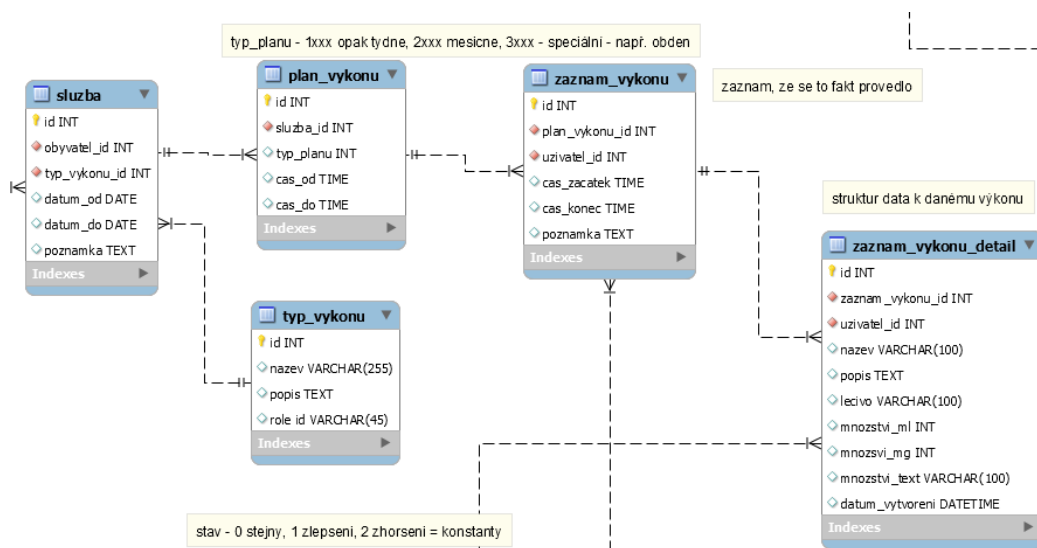 typ_planu - 1xxx opak tydne, 2xxx mesicne, 3xxx - speciální - např. obden
sluzba
id INT
obyvatel_id INT
typ_vykonu_id INT
datum_od DATE
datum_do DATE
poznamka TEXT
Indexes
plan_vykonu
id INT
sluzba_id INT
typ_planu INT
cas_od TIME
cas_do TIME
Indexes
zaznam_vykonu
id INT
plan_vykonu_id INT
uzivatel_id INT
cas_zacatek TIME
cas_konec TIME
poznamka TEXT
Indexes
zaznam, ze se to fakt provedlo
struktur data k danému výkonu
zaznam_vykonu_detail
id INT
zaznam_vykonu_id INT
uzivatel_id INT
nazev VARCHAR(100)
popis TEXT
lecivo VARCHAR(100)
mnozstvi_ml INT
mnozsvi_mg INT
mnozstvi_text VARCHAR(100)
datum_vytvoreni DATETIME
Indexes
typ_vykonu
id INT
nazev VARCHAR(255)
popis TEXT
role id VARCHAR(45)
Indexes
stav - 0 stejny, 1 zlepseni, 2 zhorseni = konstanty